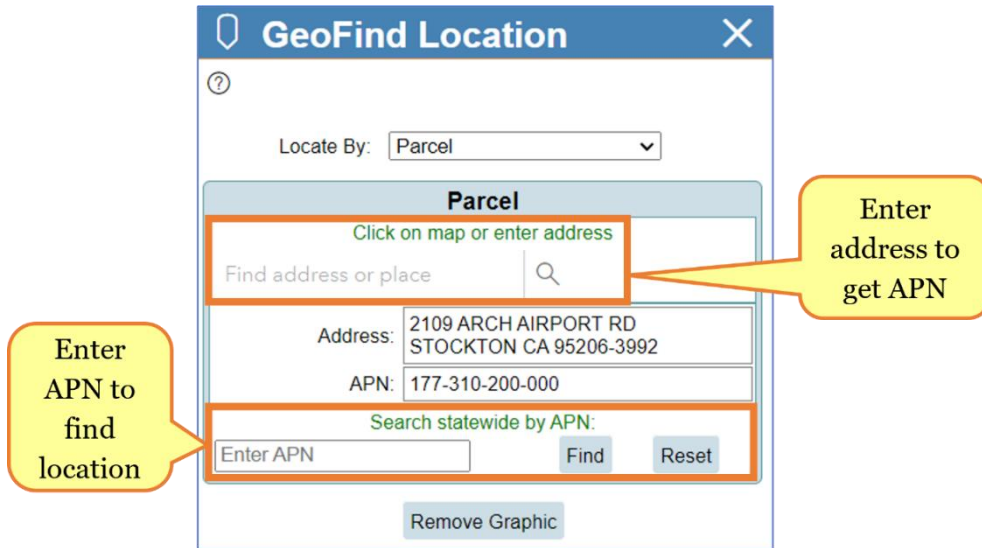 GeoFind Location
Locate By: Parcel
Parcel
Click on map or enter address
Find address or place
Enter
address to
get APN
Address: 2109 ARCH AIRPORT RD
STOCKTON CA 95206-3992
APN: 177-310-200-000
Enter
APN to
find
location
Search statewide by APN:
Enter APN Find Reset
Remove Graphic